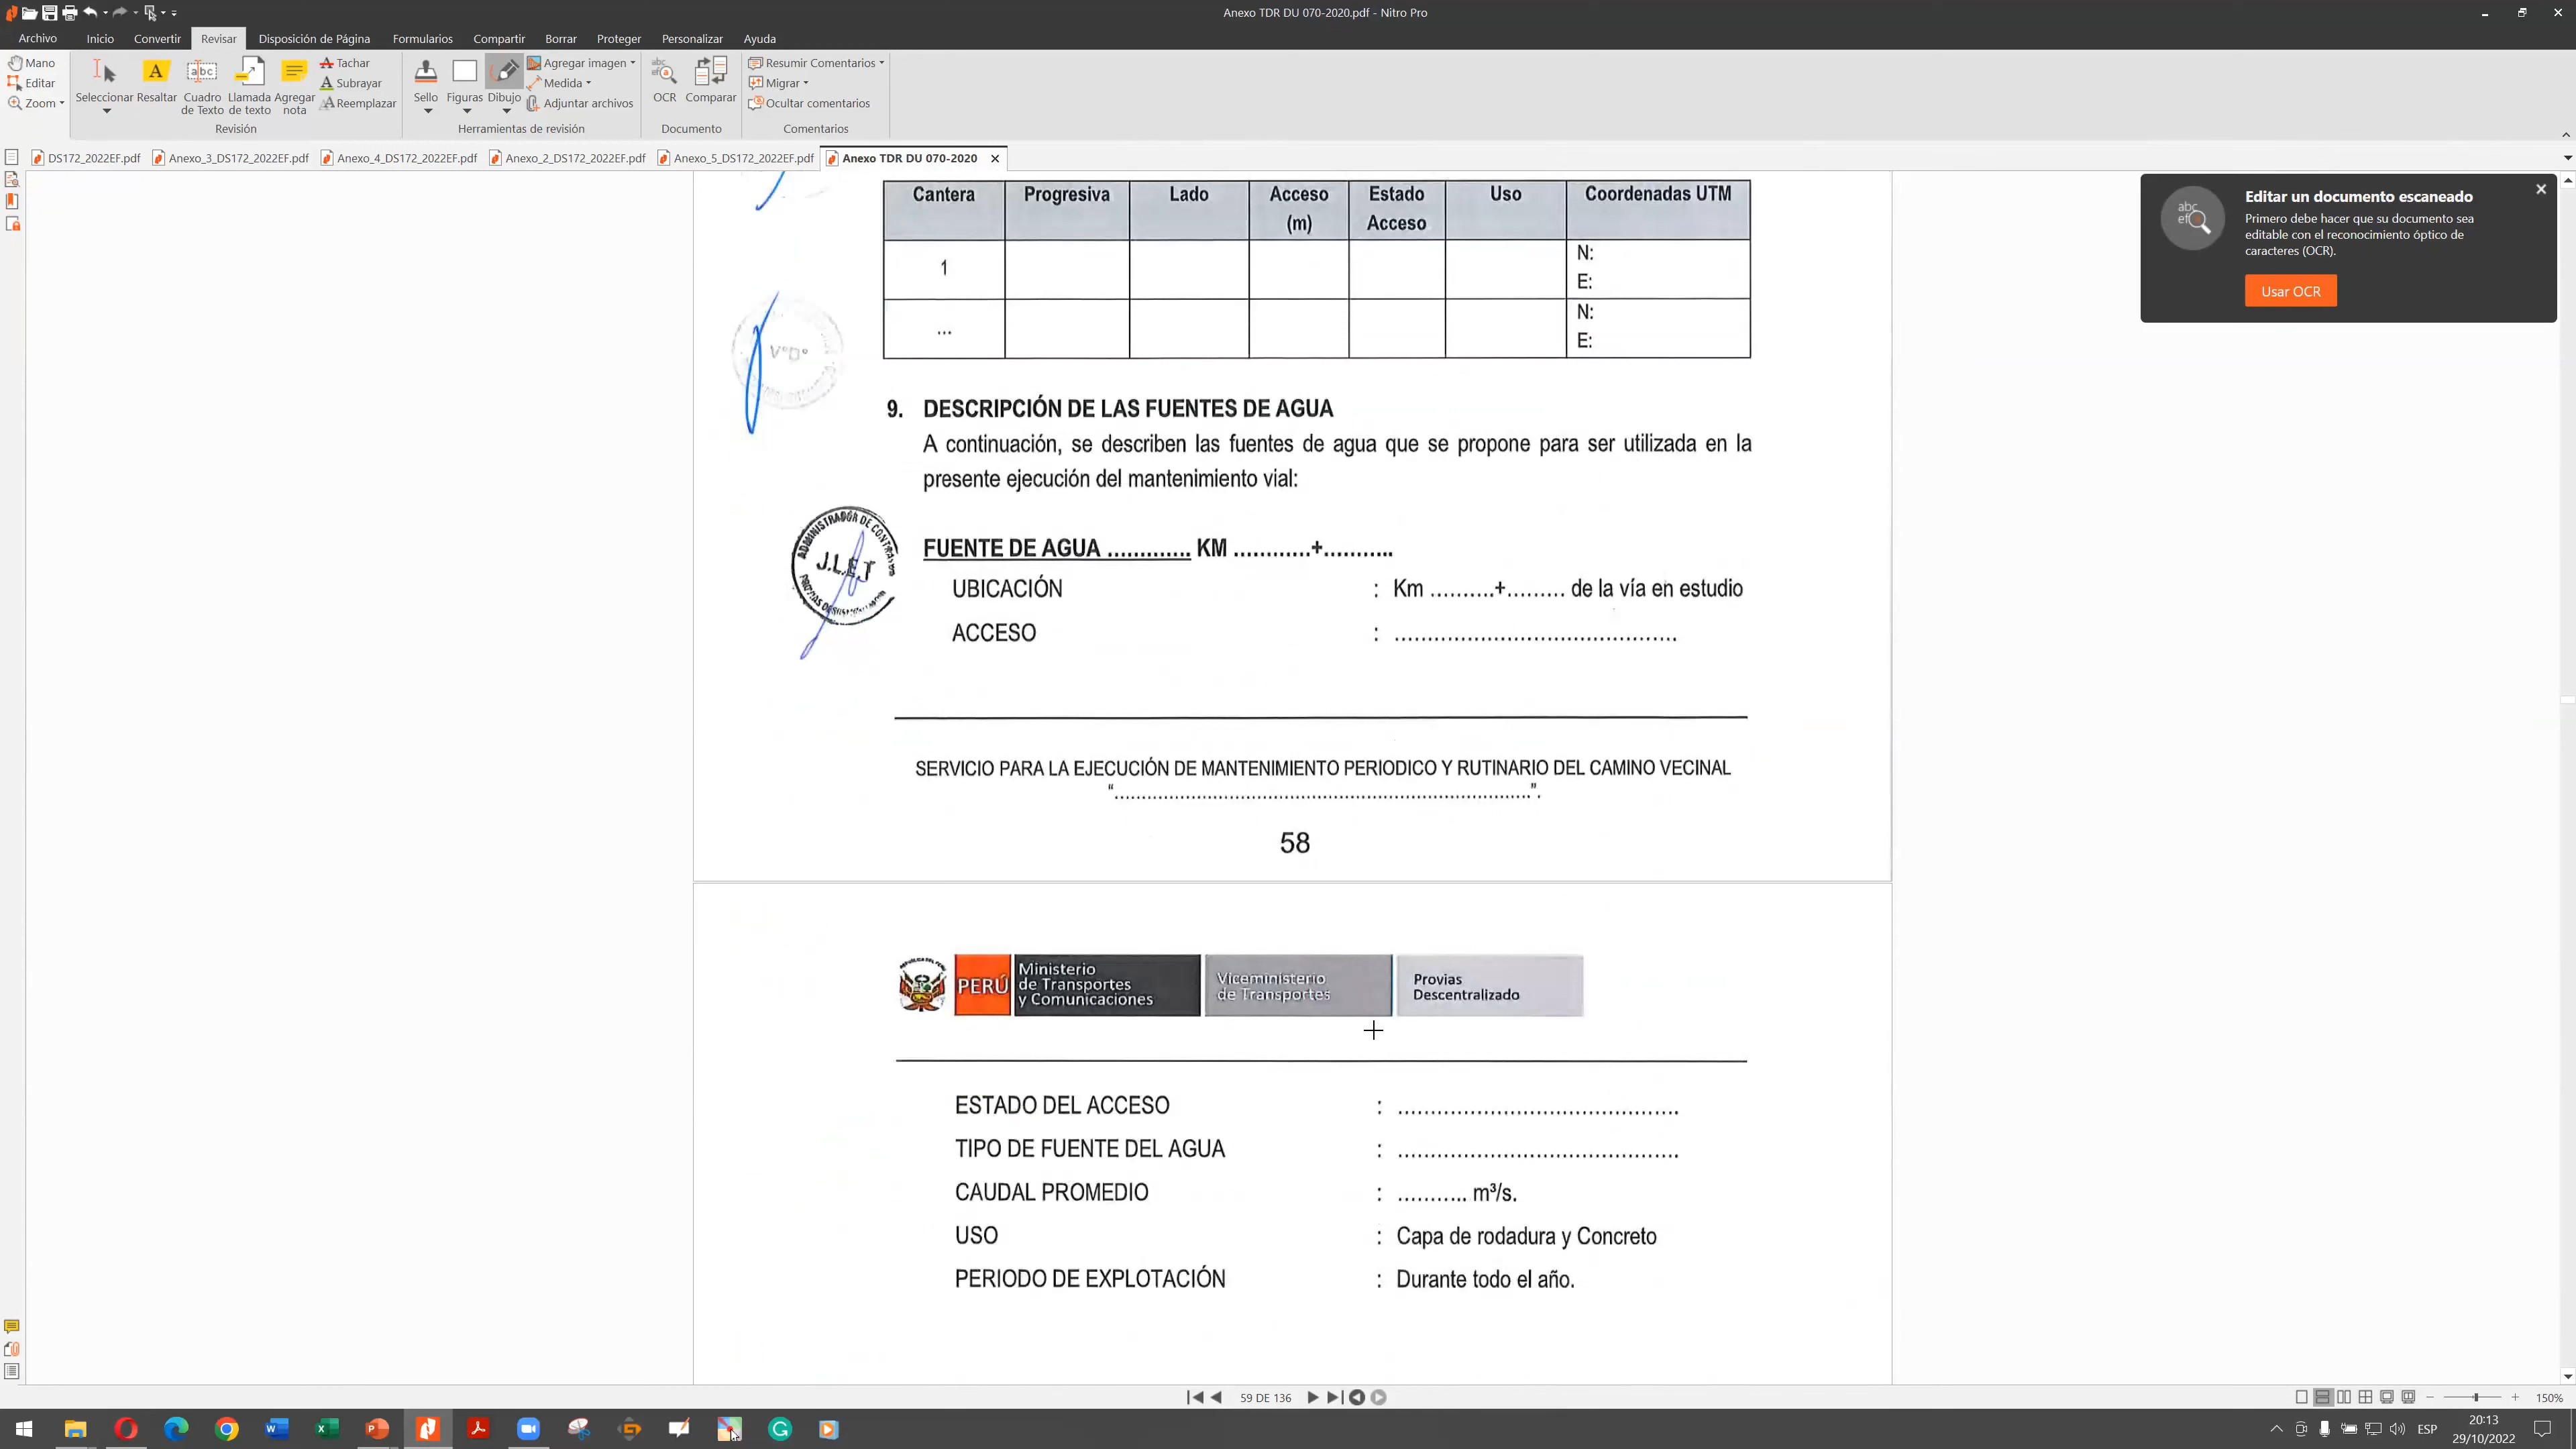 Anexo TDR DU 070-2020.pdf - Nitro Pro
Archivo Inicio Convertir Revisar Disposición de Página Formularios Compartir Borrar Proteger Personalizar Ayuda
Mano
Editar
Zoom
Seleccionar
Resaltar
Cuadro
de Texto
Llamada
de texto
Agregar
nota
Tachar
Subrayar
Reemplazar
Revisión
Sello
Figuras
Dibujo
Agregar imagen
Medida
Adjuntar archivos
Herramientas de revisión
OCR
Comparar
Documento
Resumir Comentarios
Migrar
Ocultar comentarios
Comentarios
DS172_2022EF.pdf Anexo_3_DS172_2022EF.pdf Anexo_4_DS172_2022EF.pdf Anexo_2_DS172_2022EF.pdf Anexo_5_DS172_2022EF.pdf Anexo TDR DU 070-2020
Editar un documento escaneado
Primero debe hacer que su documento sea
editable con el reconocimiento óptico de
caracteres (OCR).
Usar OCR
Cantera Progresiva Lado Acceso (m) Estado Acceso Uso Coordenadas UTM
1 N:
E:
... N:
E:
V°D°
9. DESCRIPCIÓN DE LAS FUENTES DE AGUA
A continuación, se describen las fuentes de agua que se propone para ser utilizada en la
presente ejecución del mantenimiento vial:
ADMINISTRADOR DE CONTRATOS
J.L.E.T
FUENTE DE AGUA ............. KM ............+...........
UBICACIÓN : Km ..........+......... de la vía en estudio
ACCESO : ...........................................
SERVICIO PARA LA EJECUCIÓN DE MANTENIMIENTO PERIODICO Y RUTINARIO DEL CAMINO VECINAL
“..............................................................................”.
58
PERÚ
Ministerio
de Transportes
y Comunicaciones
Viceministerio
de Transportes
Provias
Descentralizado
ESTADO DEL ACCESO : ...........................................
TIPO DE FUENTE DEL AGUA : ...........................................
CAUDAL PROMEDIO : ........... m³/s.
USO : Capa de rodadura y Concreto
PERIODO DE EXPLOTACIÓN : Durante todo el año.
59 DE 136
150%
ESP
20:13
29/10/2022